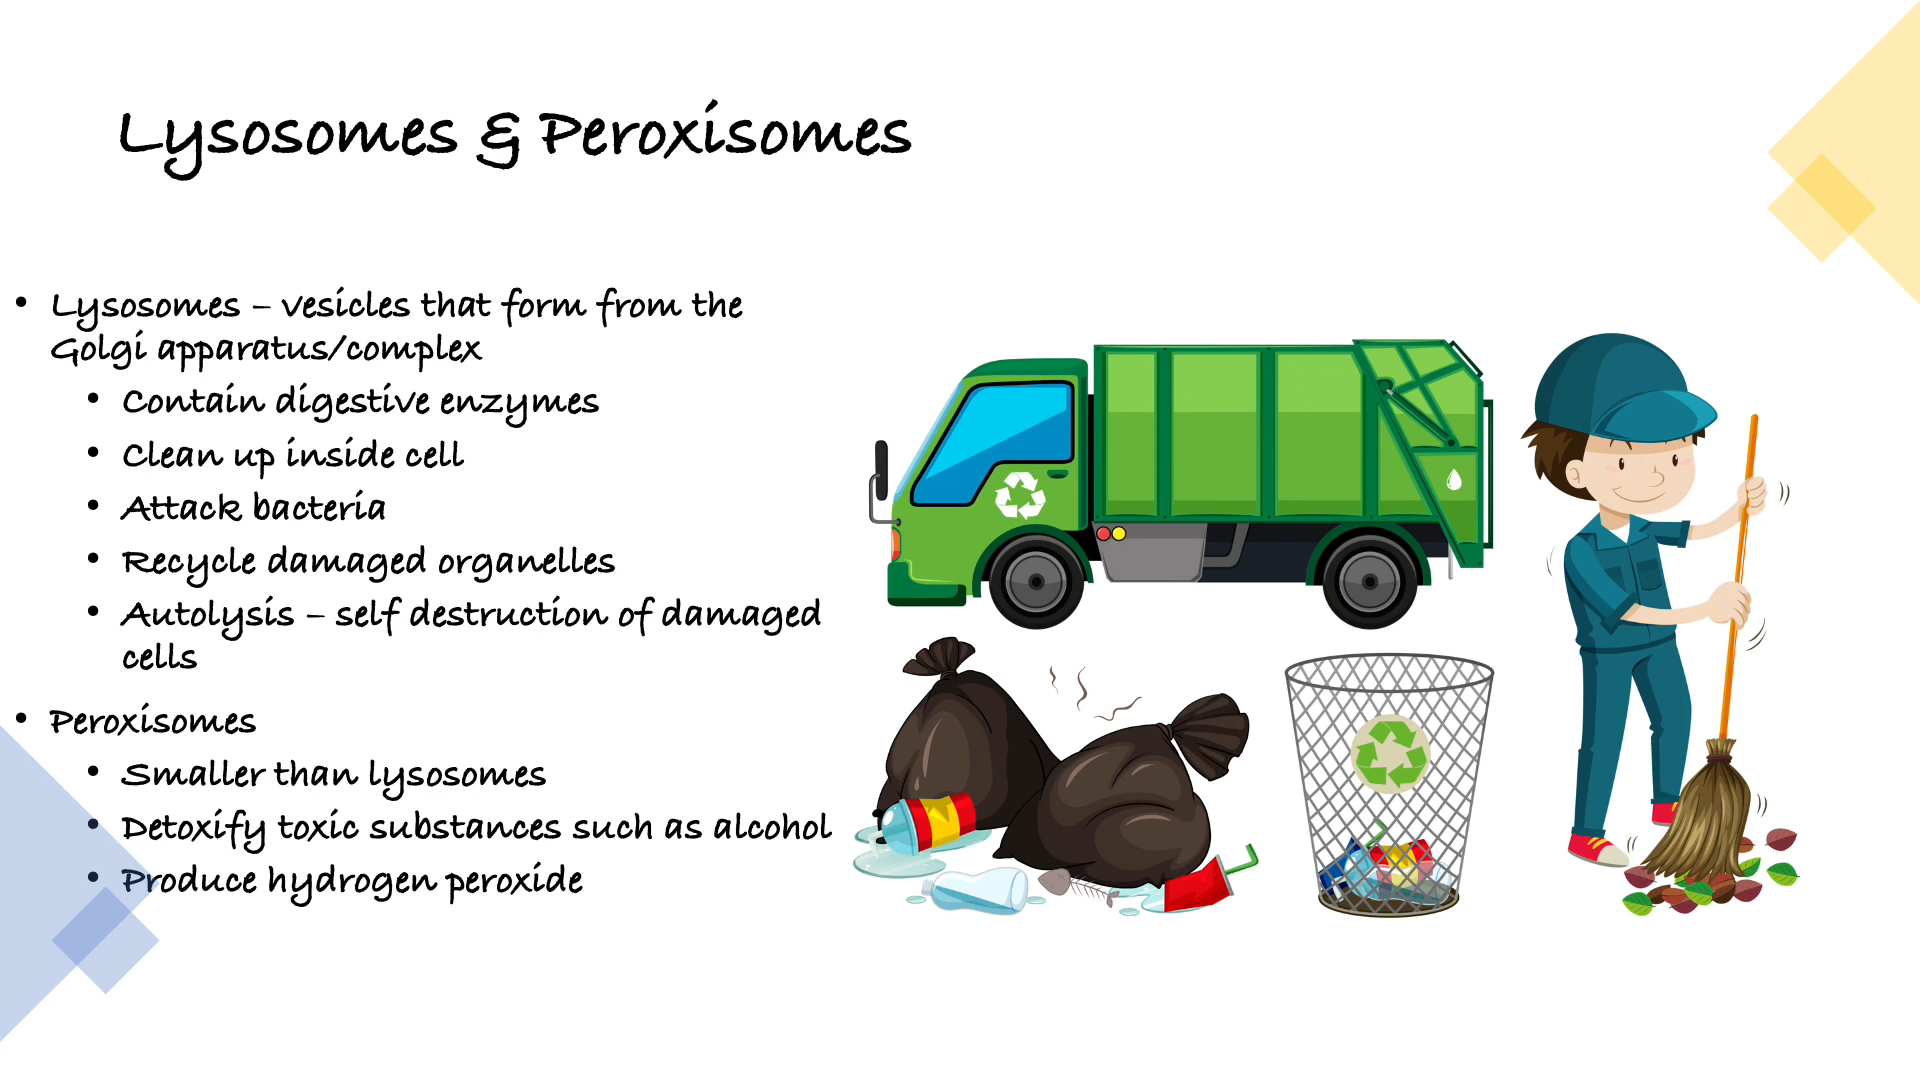 Lysosomes & Peroxisomes
• Lysosomes – vesicles that form from the
Golgi apparatus/complex
• Contain digestive enzymes
• Clean up inside cell
• Attack bacteria
• Recycle damaged organelles
• Autolysis – self destruction of damaged
cells
• Peroxisomes
• Smaller than lysosomes
• Detoxify toxic substances such as alcohol
• Produce hydrogen peroxide